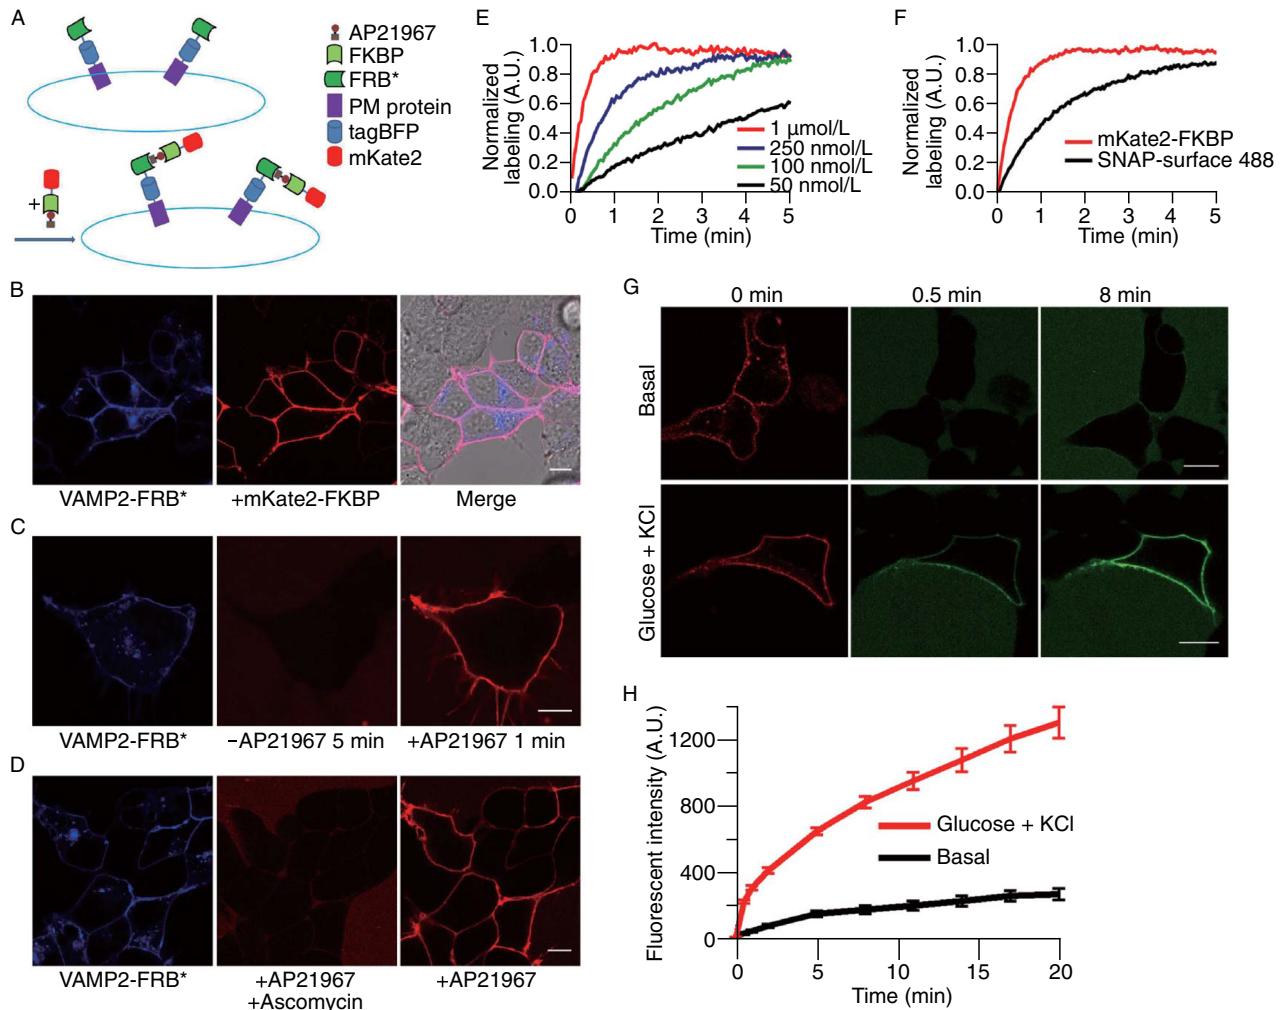 A
AP21967
FKBP
FRB*
PM protein
tagBFP
mKate2
+
B
VAMP2-FRB*
+mKate2-FKBP
Merge
C
VAMP2-FRB*
−AP21967 5 min
+AP21967 1 min
D
VAMP2-FRB*
+AP21967
+Ascomycin
+AP21967
E
Normalized
labeling (A.U.)
1.0
0.8
0.6
0.4
0.2
0.0
1 μmol/L
250 nmol/L
100 nmol/L
50 nmol/L
0 1 2 3 4 5
Time (min)
F
Normalized
labeling (A.U.)
1.0
0.8
0.6
0.4
0.2
0.0
mKate2-FKBP
SNAP-surface 488
0 1 2 3 4 5
Time (min)
G
0 min
0.5 min
8 min
Basal
Glucose + KCl
H
Fluorescent intensity (A.U.)
1200
800
400
0
Glucose + KCl
Basal
0 5 10 15 20
Time (min)